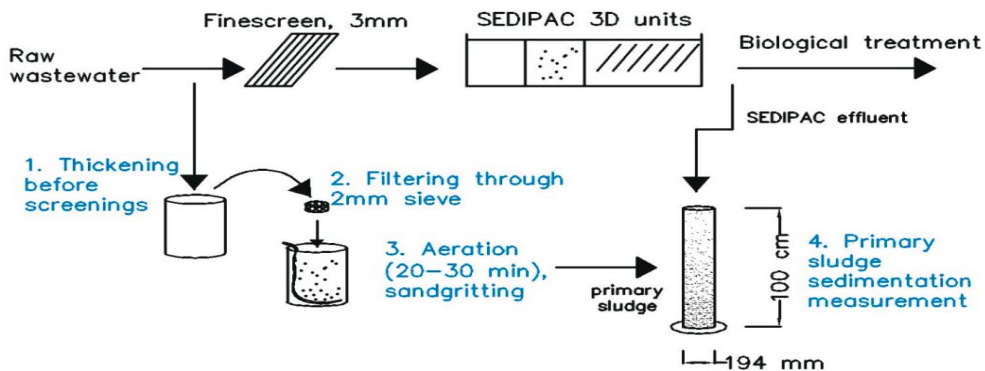 Finescreen, 3mm
SEDIPAC 3D units
Raw
wastewater
Biological treatment
SEDIPAC effluent
1. Thickening
before
screenings
2. Filtering through
2mm sieve
3. Aeration
(20-30 min),
sandgritting
primary
sludge
100 cm
4. Primary
sludge
sedimentation
measurement
194 mm